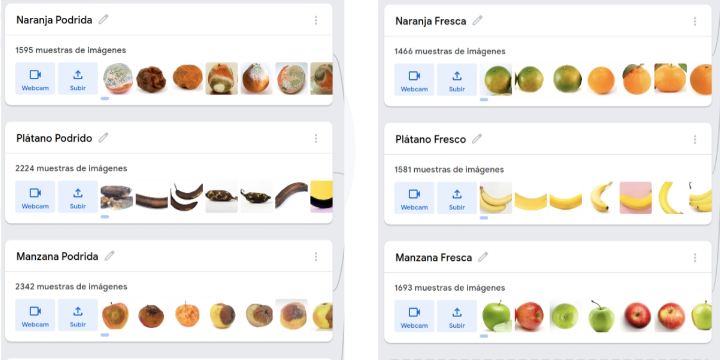 Naranja Podrida
1595 muestras de imágenes
Webcam
Subir
Plátano Podrido
2224 muestras de imágenes
Webcam
Subir
Manzana Podrida
2342 muestras de imágenes
Webcam
Subir
Naranja Fresca
1466 muestras de imágenes
Webcam
Subir
Plátano Fresco
1581 muestras de imágenes
Webcam
Subir
Manzana Fresca
1693 muestras de imágenes
Webcam
Subir